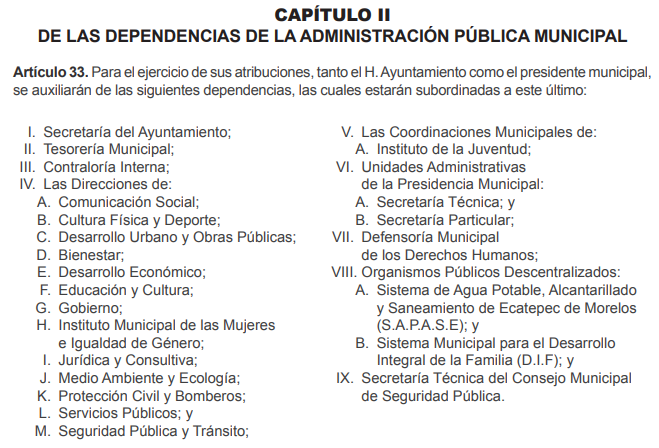 CAPÍTULO II
DE LAS DEPENDENCIAS DE LA ADMINISTRACIÓN PÚBLICA MUNICIPAL
Artículo 33. Para el ejercicio de sus atribuciones, tanto el H. Ayuntamiento como el presidente municipal,
se auxiliarán de las siguientes dependencias, las cuales estarán subordinadas a este último:
I. Secretaría del Ayuntamiento;
II. Tesorería Municipal;
III. Contraloría Interna;
IV. Las Direcciones de:
A. Comunicación Social;
B. Cultura Física y Deporte;
C. Desarrollo Urbano y Obras Públicas;
D. Bienestar;
E. Desarrollo Económico;
F. Educación y Cultura;
G. Gobierno;
H. Instituto Municipal de las Mujeres
e Igualdad de Género;
I. Jurídica y Consultiva;
J. Medio Ambiente y Ecología;
K. Protección Civil y Bomberos;
L. Servicios Públicos; y
M. Seguridad Pública y Tránsito;
V. Las Coordinaciones Municipales de:
A. Instituto de la Juventud;
VI. Unidades Administrativas
de la Presidencia Municipal:
A. Secretaría Técnica; y
B. Secretaría Particular;
VII. Defensoría Municipal
de los Derechos Humanos;
VIII. Organismos Públicos Descentralizados:
A. Sistema de Agua Potable, Alcantarillado
y Saneamiento de Ecatepec de Morelos
(S.A.P.A.S.E); y
B. Sistema Municipal para el Desarrollo
Integral de la Familia (D.I.F); y
IX. Secretaría Técnica del Consejo Municipal
de Seguridad Pública.